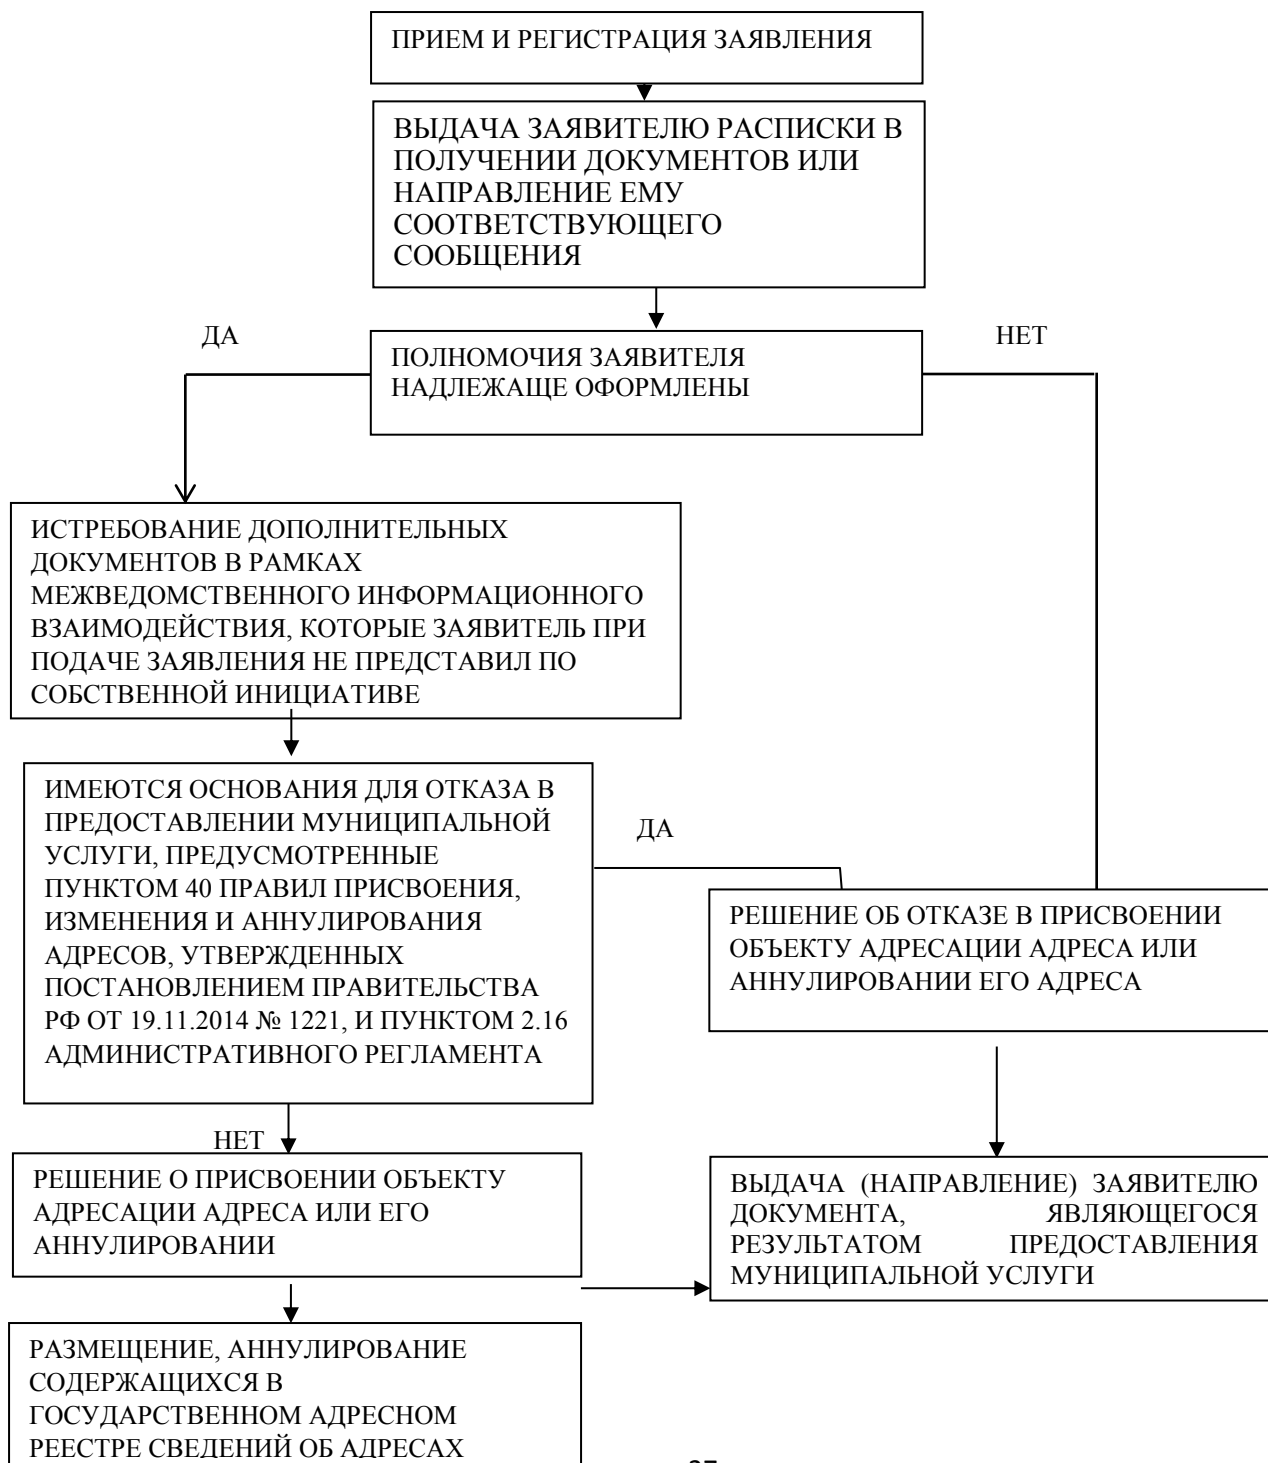 ПРИЕМ И РЕГИСТРАЦИЯ ЗАЯВЛЕНИЯ
ВЫДАЧА ЗАЯВИТЕЛЮ РАСПИСКИ В
ПОЛУЧЕНИИ ДОКУМЕНТОВ ИЛИ
НАПРАВЛЕНИЕ ЕМУ
СООТВЕТСТВУЮЩЕГО
СООБЩЕНИЯ
ДА
НЕТ
ПОЛНОМОЧИЯ ЗАЯВИТЕЛЯ
НАДЛЕЖАЩЕ ОФОРМЛЕНЫ
ИСТРЕБОВАНИЕ ДОПОЛНИТЕЛЬНЫХ
ДОКУМЕНТОВ В РАМКАХ
МЕЖВЕДОМСТВЕННОГО ИНФОРМАЦИОННОГО
ВЗАИМОДЕЙСТВИЯ, КОТОРЫЕ ЗАЯВИТЕЛЬ ПРИ
ПОДАЧЕ ЗАЯВЛЕНИЯ НЕ ПРЕДСТАВИЛ ПО
СОБСТВЕННОЙ ИНИЦИАТИВЕ
ИМЕЮТСЯ ОСНОВАНИЯ ДЛЯ ОТКАЗА В
ПРЕДОСТАВЛЕНИИ МУНИЦИПАЛЬНОЙ
УСЛУГИ, ПРЕДУСМОТРЕННЫЕ
ПУНКТОМ 40 ПРАВИЛ ПРИСВОЕНИЯ,
ИЗМЕНЕНИЯ И АННУЛИРОВАНИЯ
АДРЕСОВ, УТВЕРЖДЕННЫХ
ПОСТАНОВЛЕНИЕМ ПРАВИТЕЛЬСТВА
РФ ОТ 19.11.2014 № 1221, И ПУНКТОМ 2.16
АДМИНИСТРАТИВНОГО РЕГЛАМЕНТА
ДА
РЕШЕНИЕ ОБ ОТКАЗЕ В ПРИСВОЕНИИ
ОБЪЕКТУ АДРЕСАЦИИ АДРЕСА ИЛИ
АННУЛИРОВАНИИ ЕГО АДРЕСА
НЕТ
РЕШЕНИЕ О ПРИСВОЕНИИ ОБЪЕКТУ
АДРЕСАЦИИ АДРЕСА ИЛИ ЕГО
АННУЛИРОВАНИИ
ВЫДАЧА (НАПРАВЛЕНИЕ) ЗАЯВИТЕЛЮ
ДОКУМЕНТА, ЯВЛЯЮЩЕГОСЯ
РЕЗУЛЬТАТОМ ПРЕДОСТАВЛЕНИЯ
МУНИЦИПАЛЬНОЙ УСЛУГИ
РАЗМЕЩЕНИЕ, АННУЛИРОВАНИЕ
СОДЕРЖАЩИХСЯ В
ГОСУДАРСТВЕННОМ АДРЕСНОМ
РЕЕСТРЕ СВЕДЕНИЙ ОБ АДРЕСАХ